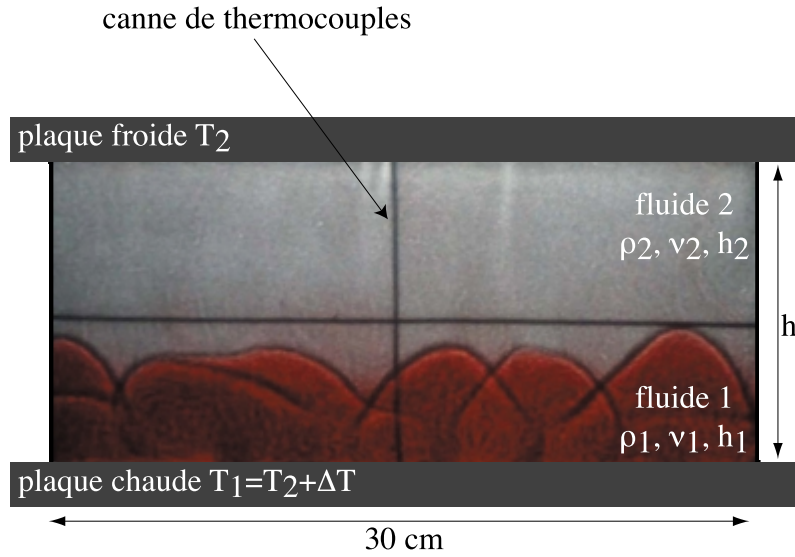 canne de thermocouples
plaque froide T2
fluide 2
ρ2, ν2, h2
h
fluide 1
ρ1, ν1, h1
plaque chaude T1=T2+ΔT
30 cm